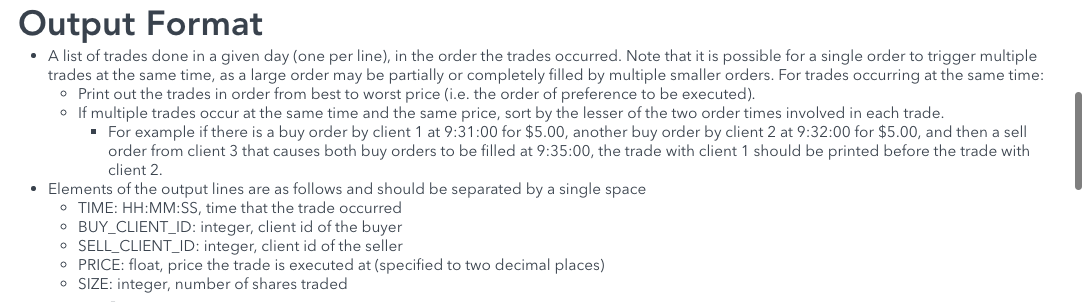 Output Format
• A list of trades done in a given day (one per line), in the order the trades occurred. Note that it is possible for a single order to trigger multiple
trades at the same time, as a large order may be partially or completely filled by multiple smaller orders. For trades occurring at the same time:
◦ Print out the trades in order from best to worst price (i.e. the order of preference to be executed).
◦ If multiple trades occur at the same time and the same price, sort by the lesser of the two order times involved in each trade.
▪ For example if there is a buy order by client 1 at 9:31:00 for $5.00, another buy order by client 2 at 9:32:00 for $5.00, and then a sell
order from client 3 that causes both buy orders to be filled at 9:35:00, the trade with client 1 should be printed before the trade with
client 2.
• Elements of the output lines are as follows and should be separated by a single space
◦ TIME: HH:MM:SS, time that the trade occurred
◦ BUY_CLIENT_ID: integer, client id of the buyer
◦ SELL_CLIENT_ID: integer, client id of the seller
◦ PRICE: float, price the trade is executed at (specified to two decimal places)
◦ SIZE: integer, number of shares traded